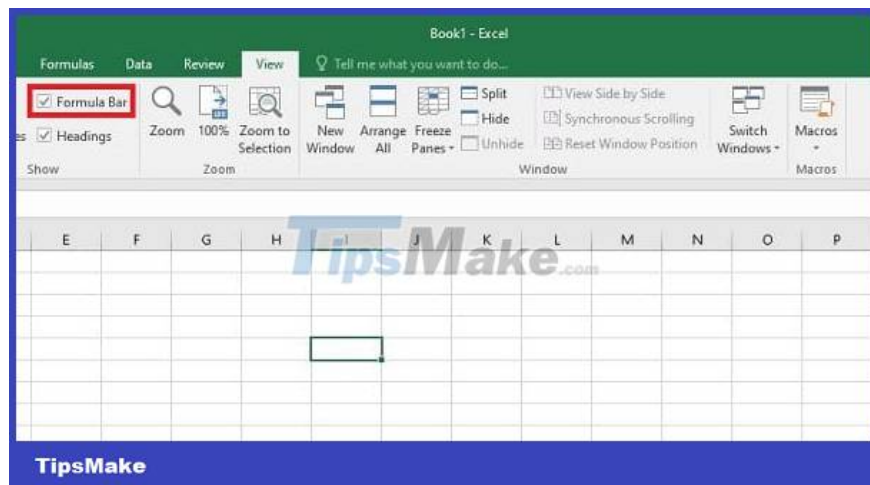 Book1 - Excel
Formulas Data Review View Tell me what you want to do...
Formula Bar
Headings
Zoom 100% Zoom to Selection
New Window Arrange All Freeze Panes
Split
Hide
Unhide
View Side by Side
Synchronous Scrolling
Reset Window Position
Switch Windows
Macros
Show Zoom Window Macros
E F G H I J K L M N O P
TipsMake.com
TipsMake